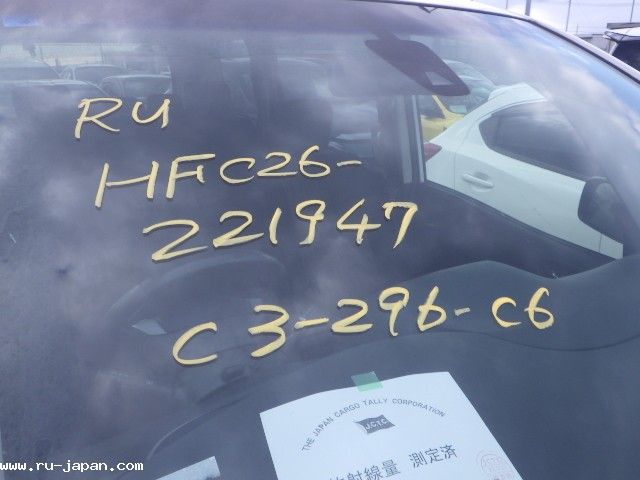 RU
HFC26-
221947
C3-296-C6
THE JAPAN CARGO TALLY CORPORATION
J.C.T.C.
放射線量 測定済
www.ru-japan.com